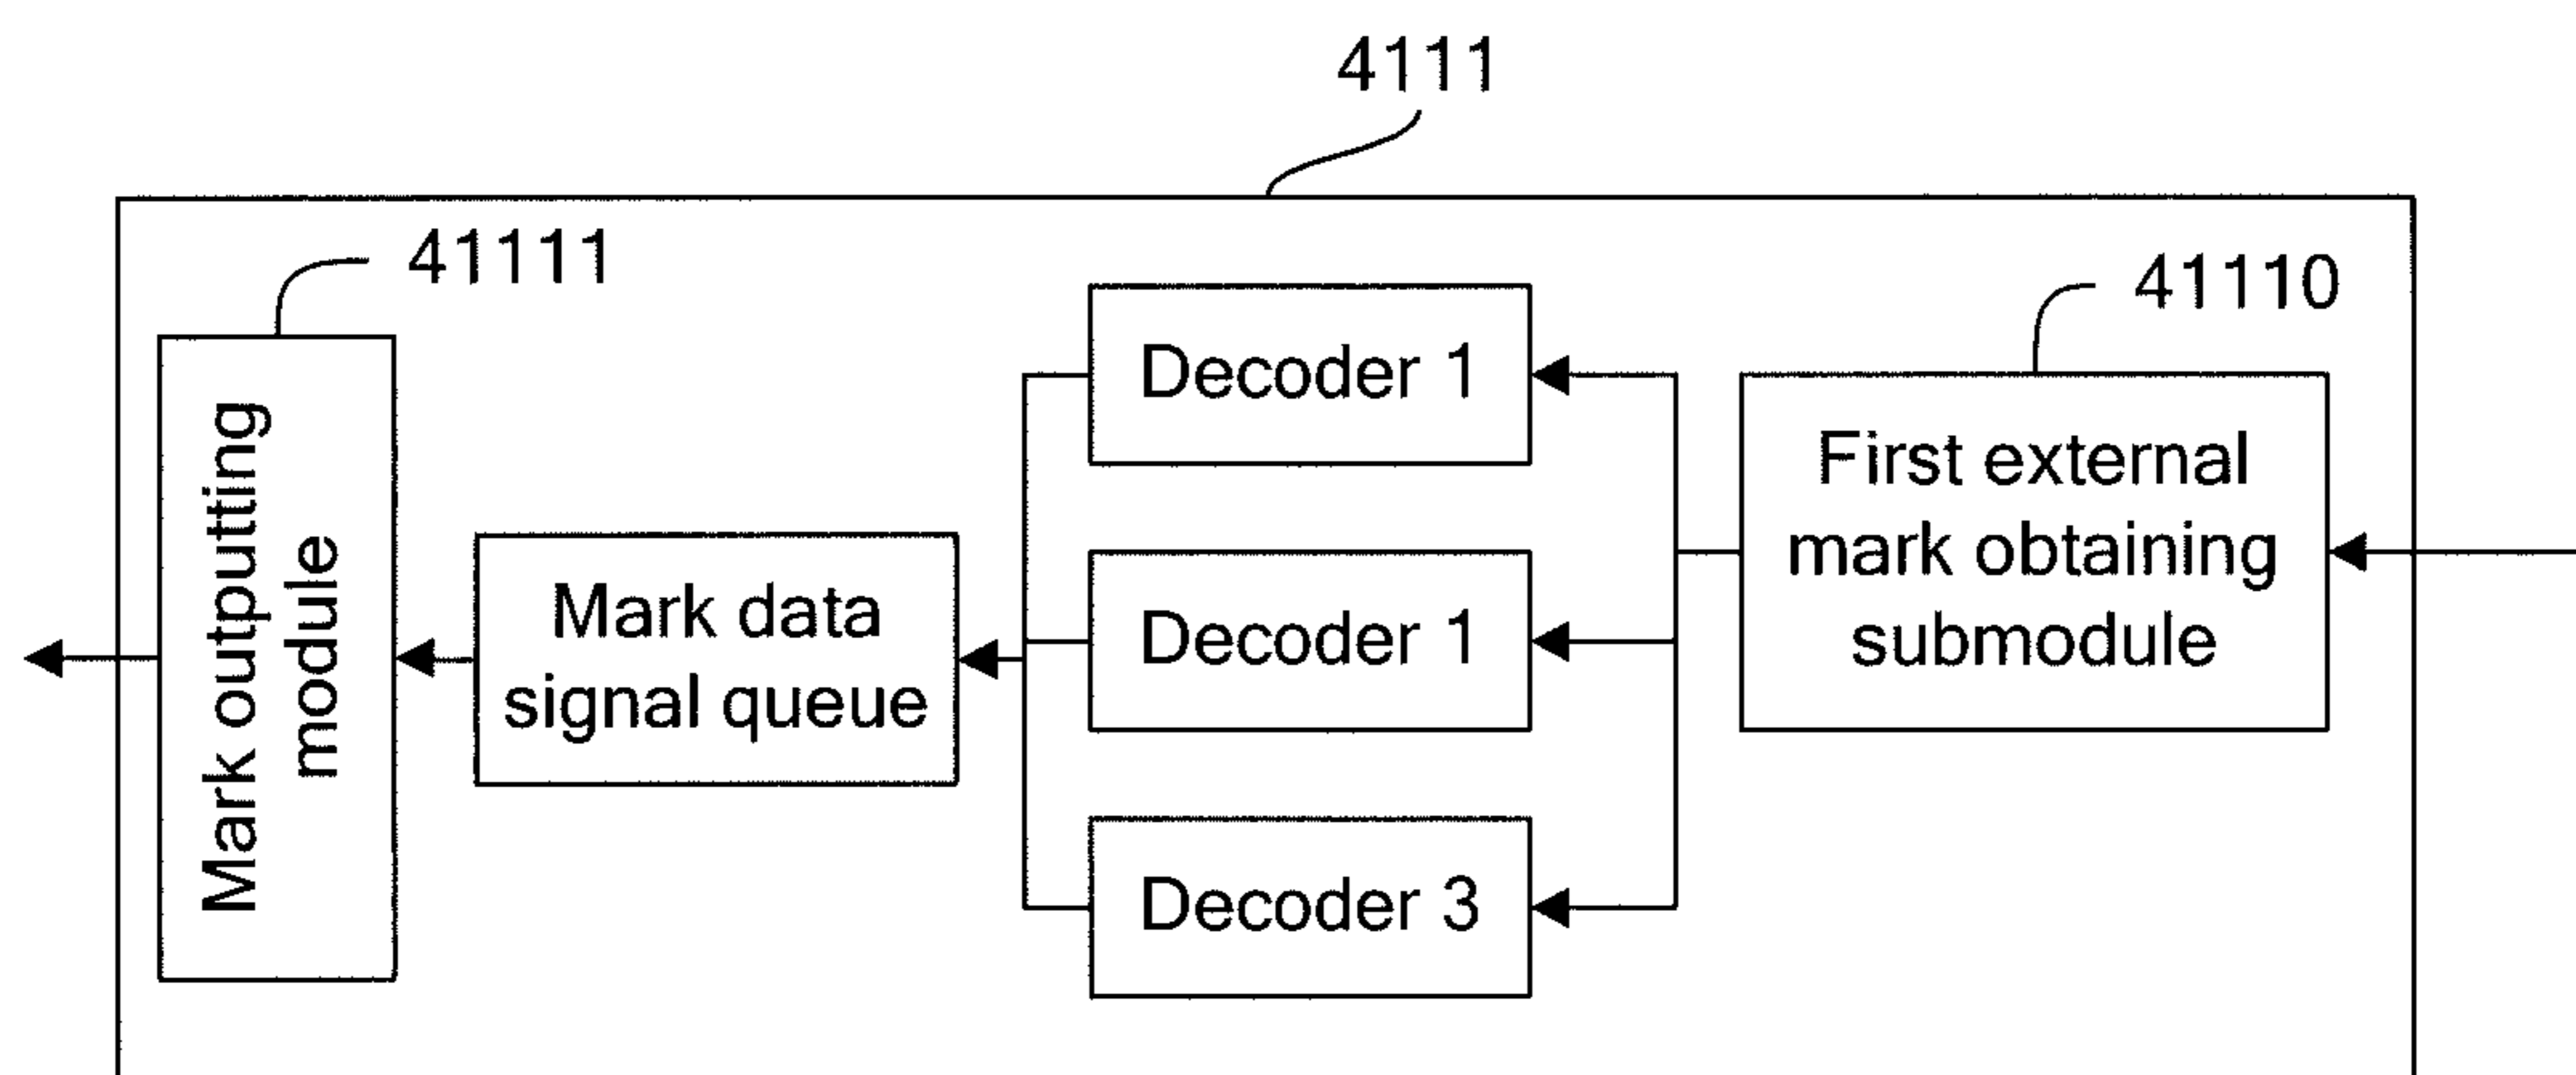 4111
41111
41110
Mark outputting
module
Mark data
signal queue
Decoder 1
Decoder 1
Decoder 3
First external
mark obtaining
submodule